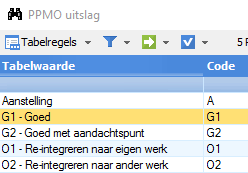 PPMO uitslag
Tabelregels
5 F
Tabelwaarde Code
Aanstelling A
G1 - Goed G1
G2 - Goed met aandachtspunt G2
O1 - Re-integreren naar eigen werk O1
O2 - Re-integreren naar ander werk O2